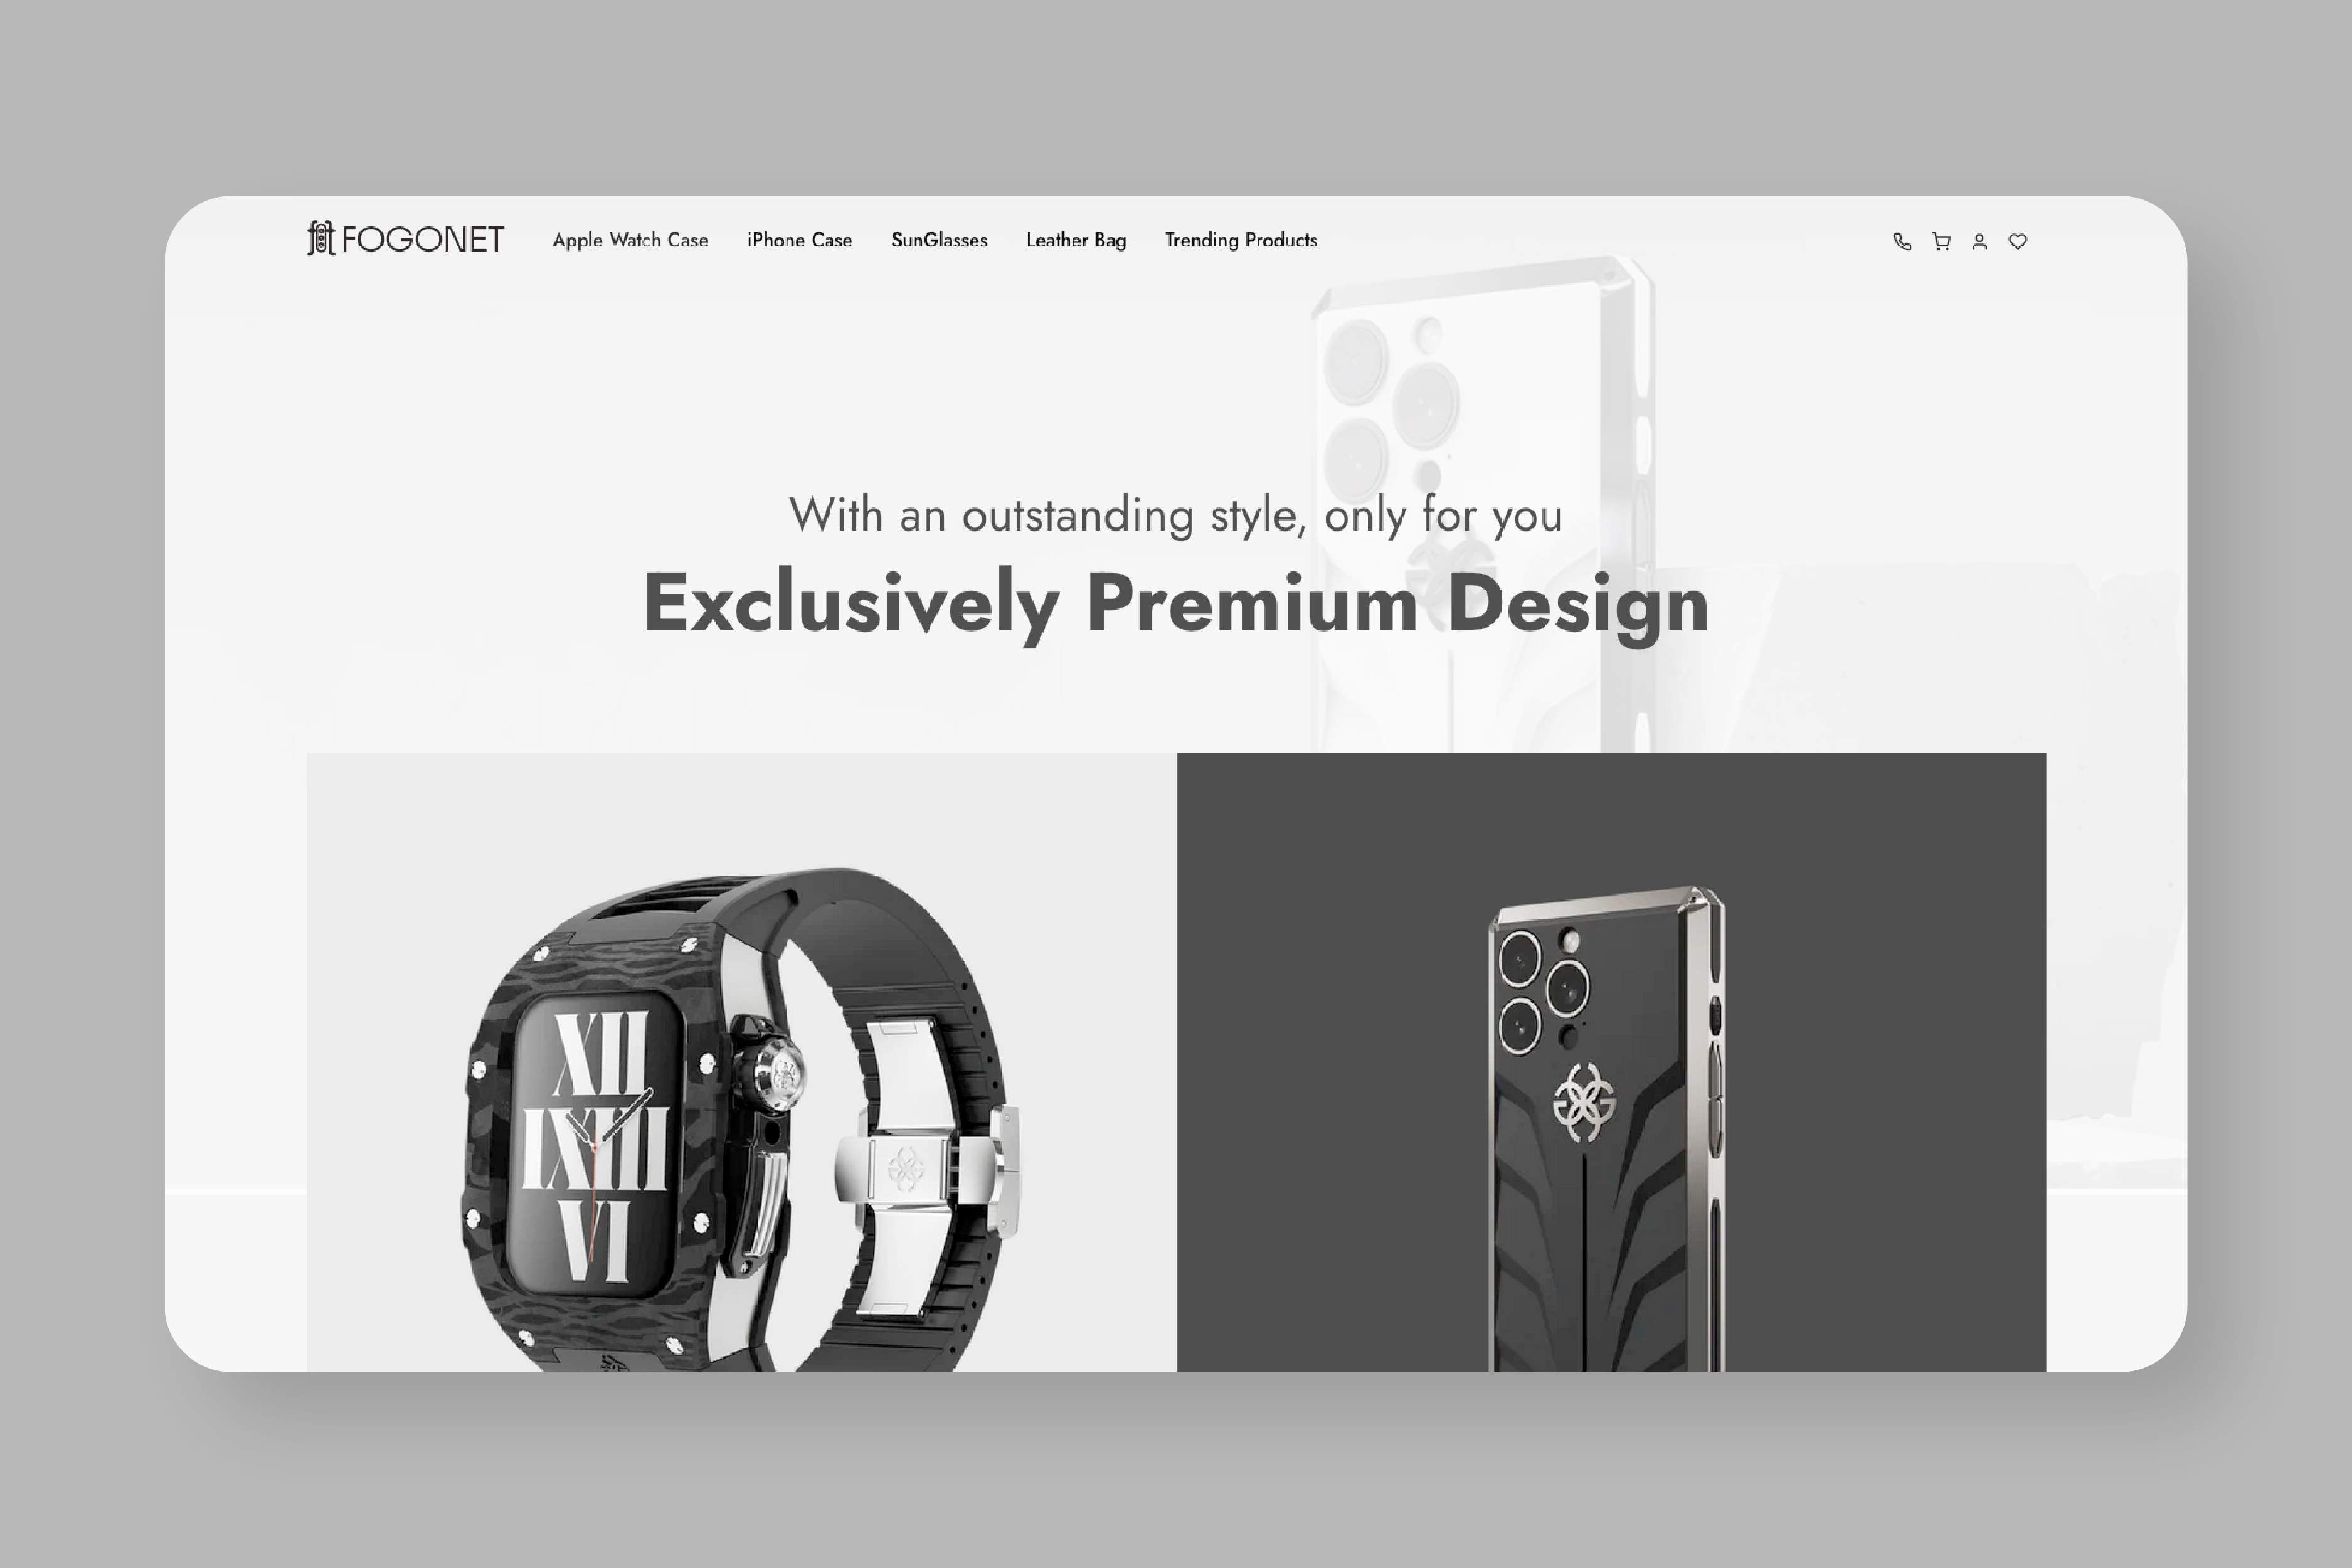 FOGONET
Apple Watch Case
iPhone Case
SunGlasses
Leather Bag
Trending Products
With an outstanding style, only for you
Exclusively Premium Design
XII
IX III
VI